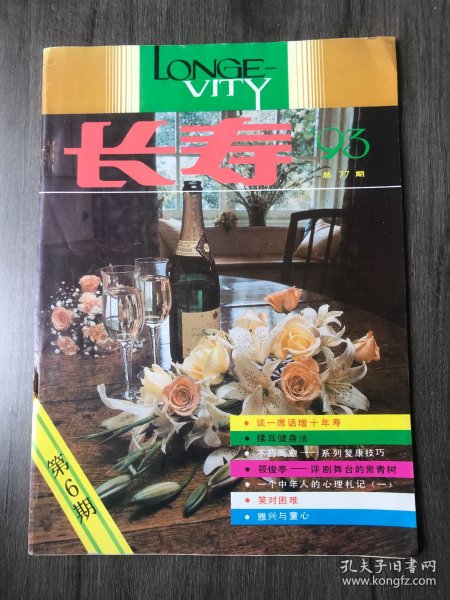 LONGE-
VITY
长寿
'93
总 77 期
• 谈一席话增十年寿
• 揉耳健身法
• 不药而愈——系列复康技巧
• 筱俊亭——评剧舞台的常青树
• 一个中年人的心理札记（一）
• 笑对困难
• 雅兴与童心
第6期
孔夫子旧书网
www.kongfz.com